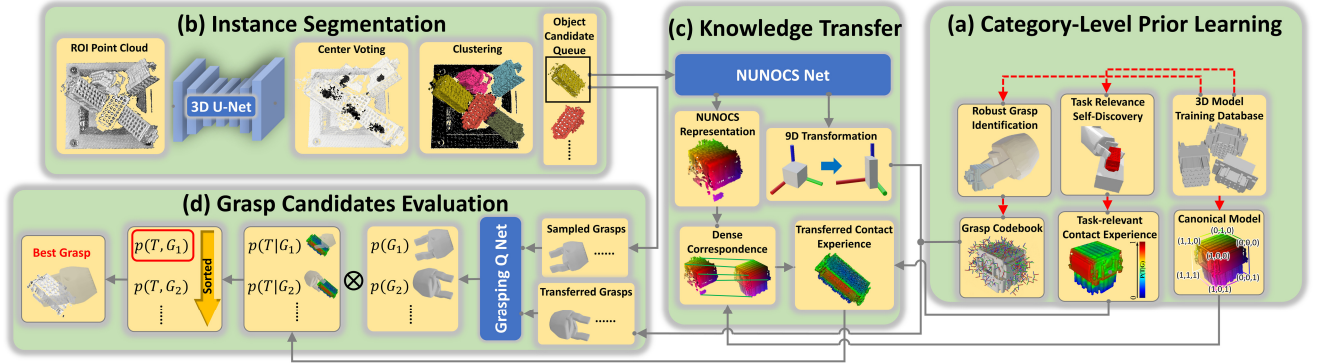 (b) Instance Segmentation
ROI Point Cloud
3D U-Net
Center Voting
Clustering
Object
Candidate
Queue
......
(c) Knowledge Transfer
NUNOCS Net
NUNOCS
Representation
9D Transformation
Dense
Correspondence
Transferred Contact
Experience
(a) Category-Level Prior Learning
Robust Grasp
Identification
Task Relevance
Self-Discovery
3D Model
Training Database
Grasp Codebook
Task-relevant
Contact Experience
1
0
Canonical Model
(0,1,0)
(1,1,0)
(0,0,0)
(1,0,0)
(1,1,1)
(0,0,1)
(1,0,1)
(d) Grasp Candidates Evaluation
Best Grasp
p(T, G₁)
p(T, G₂)
......
Sorted
p(T|G₁)
p(T|G₂)
......
⊗
p(G₁)
p(G₂)
......
Grasping Q Net
Sampled Grasps
......
Transferred Grasps
......